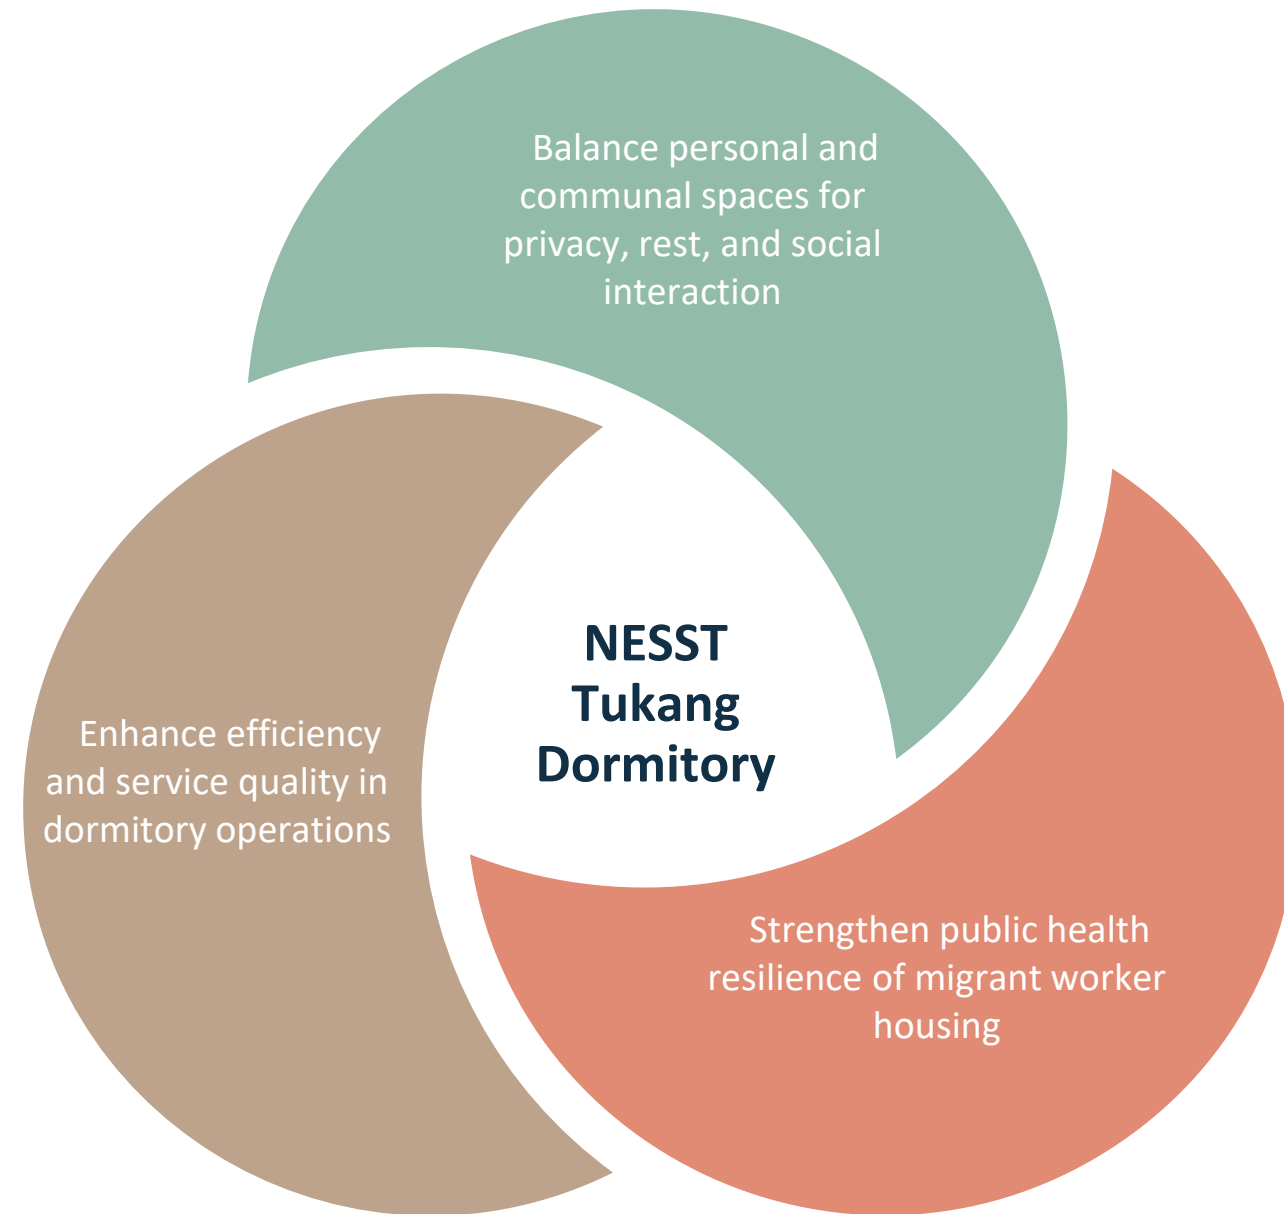 Balance personal and
communal spaces for
privacy, rest, and social
interaction
NESST
Tukang
Dormitory
Enhance efficiency
and service quality in
dormitory operations
Strengthen public health
resilience of migrant worker
housing